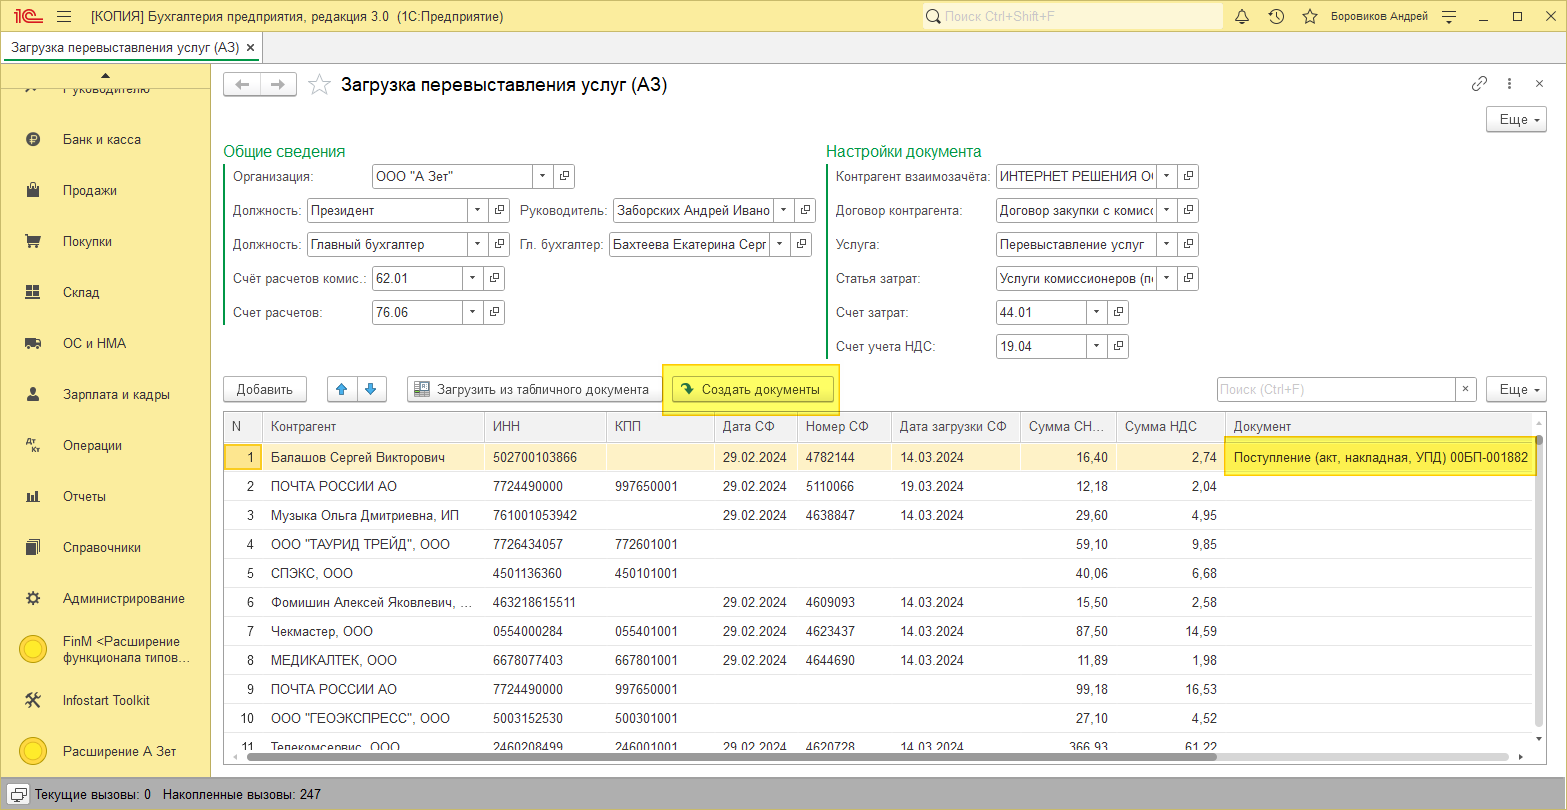 [КОПИЯ] Бухгалтерия предприятия, редакция 3.0 (1С:Предприятие)
Поиск Ctrl+Shift+F
Боровиков Андрей
Загрузка перевыставления услуг (АЗ) ×
Руководителю
Банк и касса
Продажи
Покупки
Склад
ОС и НМА
Зарплата и кадры
Операции
Отчеты
Справочники
Администрирование
FinM <Расширение
функционала типов...
Infostart Toolkit
Расширение А Зет
Загрузка перевыставления услуг (АЗ)
Еще
Общие сведения
Организация: ООО "А Зет"
Должность: Президент Руководитель: Заборских Андрей Ивано
Должность: Главный бухгалтер Гл. бухгалтер: Бахтеева Екатерина Серг
Счёт расчетов комис.: 62.01
Счет расчетов: 76.06
Настройки документа
Контрагент взаимозачёта: ИНТЕРНЕТ РЕШЕНИЯ О
Договор контрагента: Договор закупки с комисс
Услуга: Перевыставление услуг
Статья затрат: Услуги комиссионеров (п
Счет затрат: 44.01
Счет учета НДС: 19.04
Добавить Загрузить из табличного документа Создать документы Поиск (Ctrl+F) × Еще
N Контрагент ИНН КПП Дата СФ Номер СФ Дата загрузки СФ Сумма СН... Сумма НДС Документ
1 Балашов Сергей Викторович 502700103866 29.02.2024 4782144 14.03.2024 16,40 2,74 Поступление (акт, накладная, УПД) 00БП-001882
2 ПОЧТА РОССИИ АО 7724490000 997650001 29.02.2024 5110066 19.03.2024 12,18 2,04
3 Музыка Ольга Дмитриевна, ИП 761001053942 29.02.2024 4638847 14.03.2024 29,60 4,95
4 ООО "ТАУРИД ТРЕЙД", ООО 7726434057 772601001 59,10 9,85
5 СПЭКС, ООО 4501136360 450101001 40,06 6,68
6 Фомишин Алексей Яковлевич, ... 463218615511 29.02.2024 4609093 14.03.2024 15,50 2,58
7 Чекмастер, ООО 0554000284 055401001 29.02.2024 4623437 14.03.2024 87,50 14,59
8 МЕДИКАЛТЕК, ООО 6678077403 667801001 29.02.2024 4644690 14.03.2024 11,89 1,98
9 ПОЧТА РОССИИ АО 7724490000 997650001 99,18 16,53
10 ООО "ГЕОЭКСПРЕСС", ООО 5003152530 500301001 27,10 4,52
11 Телекомсервис, ООО 2460208499 246001001 29.02.2024 4620728 14.03.2024 366,93 61,22
Текущие вызовы: 0 Накопленные вызовы: 247